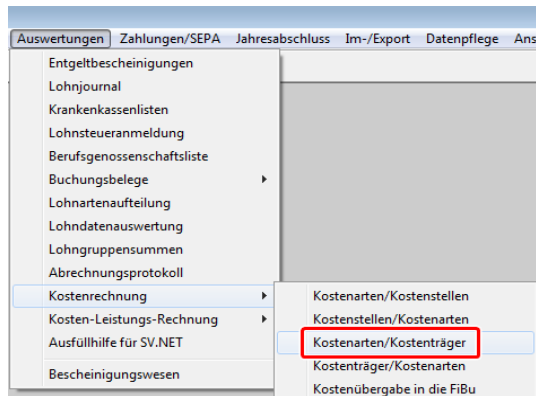 Auswertungen Zahlungen/SEPA Jahresabschluss Im-/Export Datenpflege Ans
Entgeltbescheinigungen
Lohnjournal
Krankenkassenlisten
Lohnsteueranmeldung
Berufsgenossenschaftsliste
Buchungsbelege
Lohnartenaufteilung
Lohndatenauswertung
Lohngruppensummen
Abrechnungsprotokoll
Kostenrechnung
Kosten-Leistungs-Rechnung
Ausfüllhilfe für SV.NET
Bescheinigungswesen
Kostenarten/Kostenstellen
Kostenstellen/Kostenarten
Kostenarten/Kostenträger
Kostenträger/Kostenarten
Kostenübergabe in die FiBu